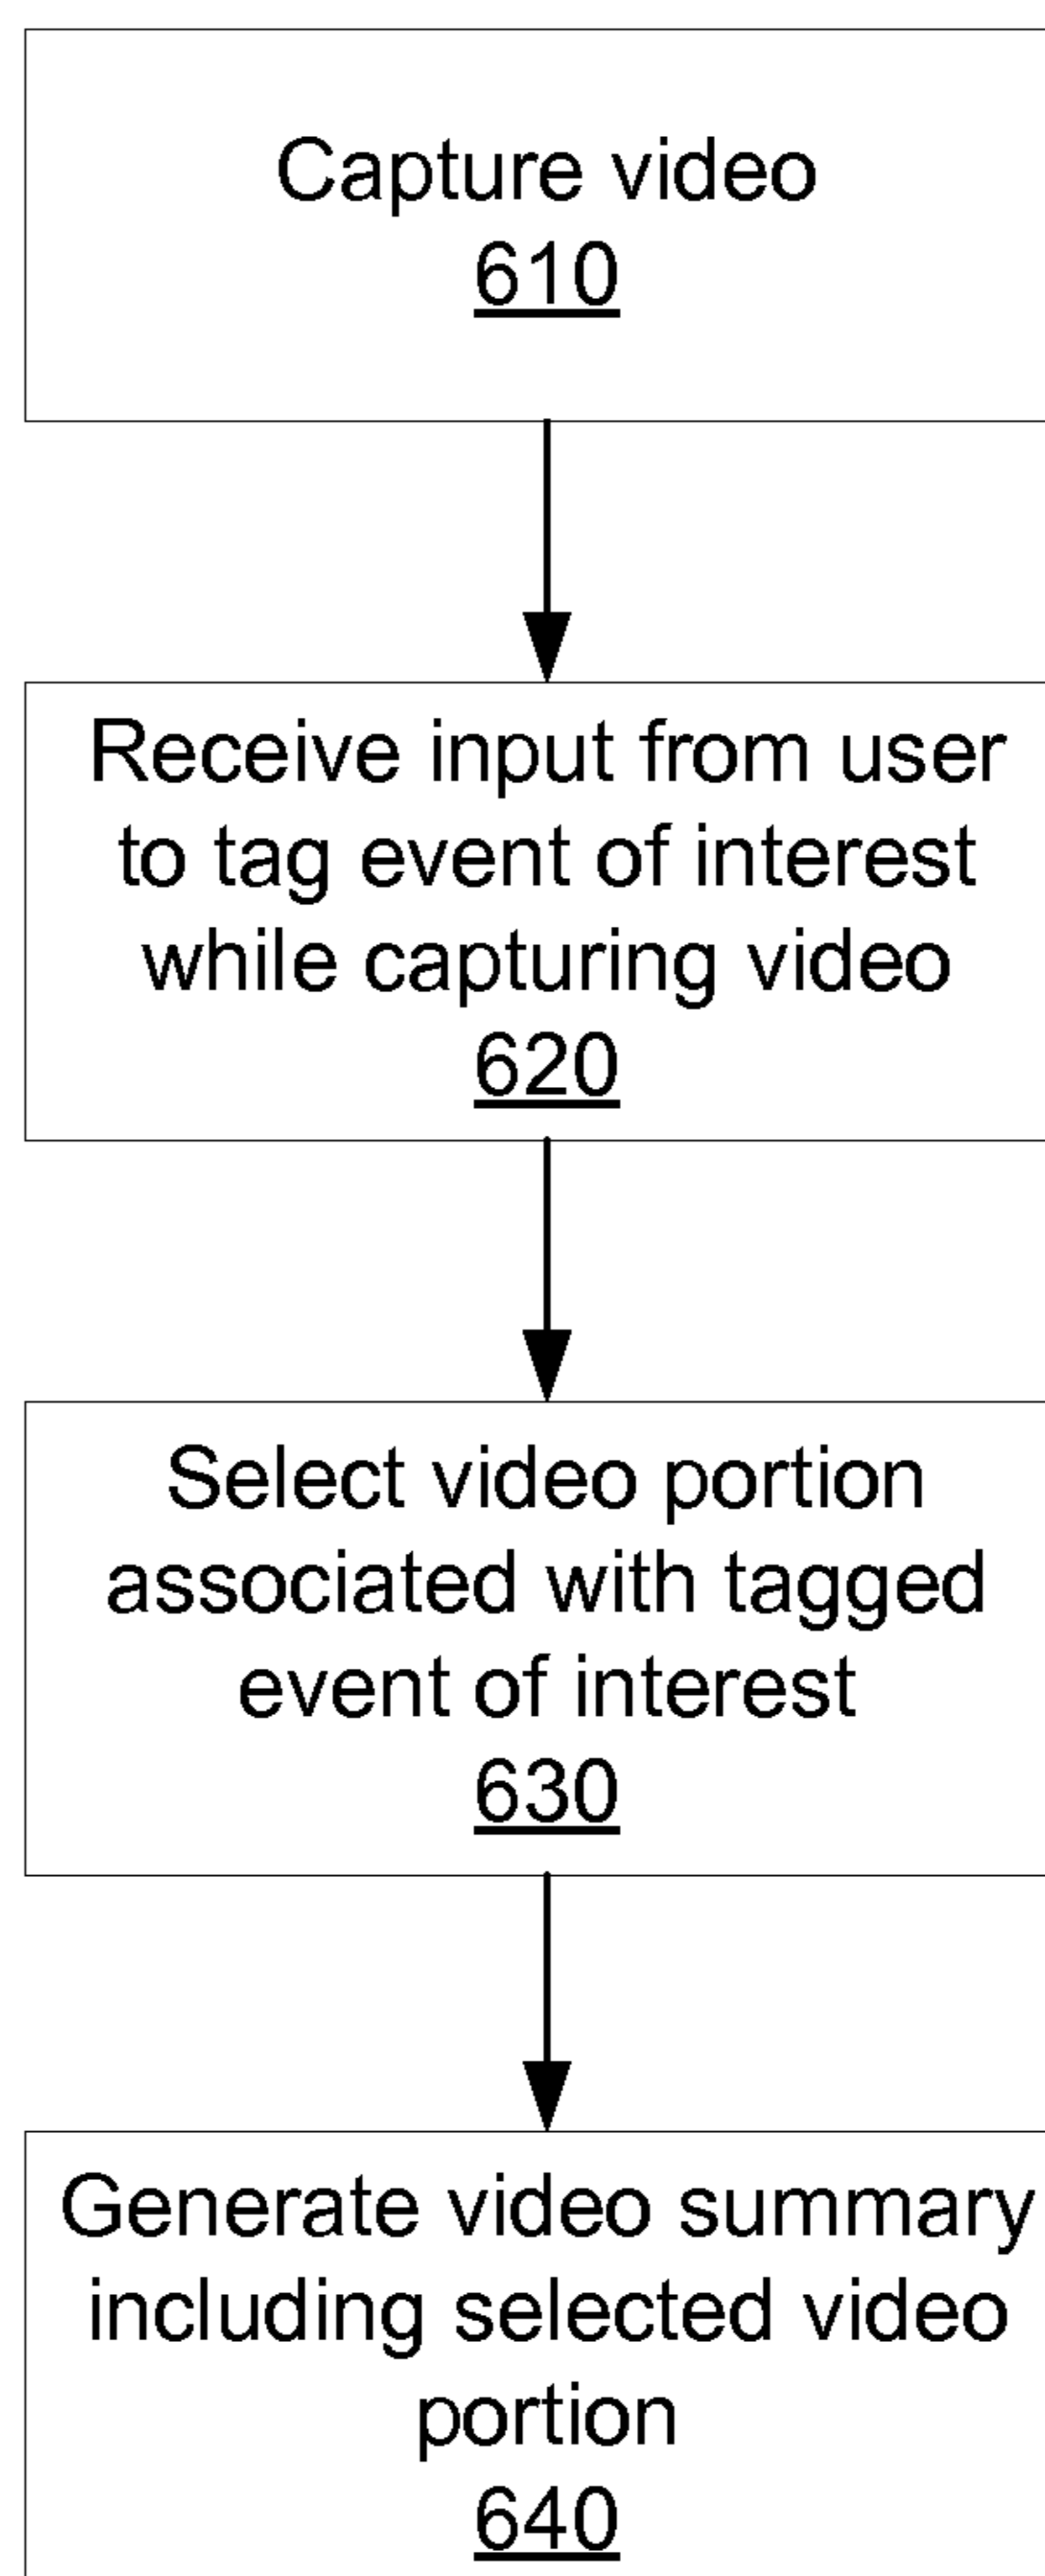 Capture video
610
Receive input from user
to tag event of interest
while capturing video
620
Select video portion
associated with tagged
event of interest
630
Generate video summary
including selected video
portion
640